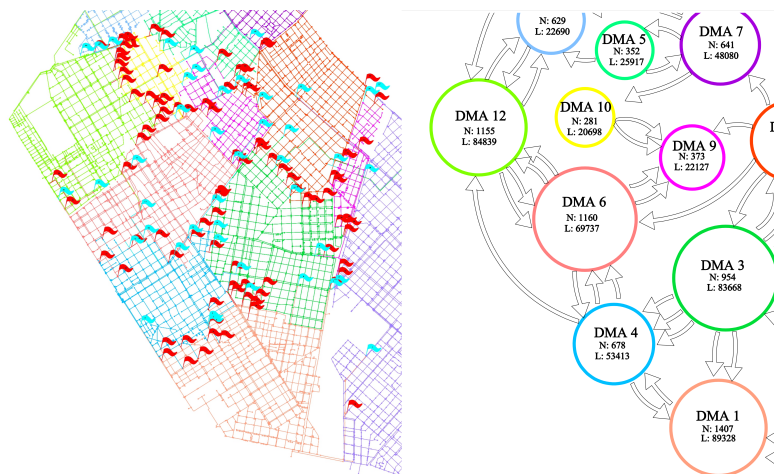 N: 629
L: 22690
DMA 5
N: 352
L: 25917
DMA 7
N: 641
L: 48080
DMA 12
N: 1155
L: 84839
DMA 10
N: 281
L: 20698
DMA 9
N: 373
L: 22127
DMA 6
N: 1160
L: 69737
DMA 3
N: 954
L: 83668
DMA 4
N: 678
L: 53413
DMA 1
N: 1407
L: 89328